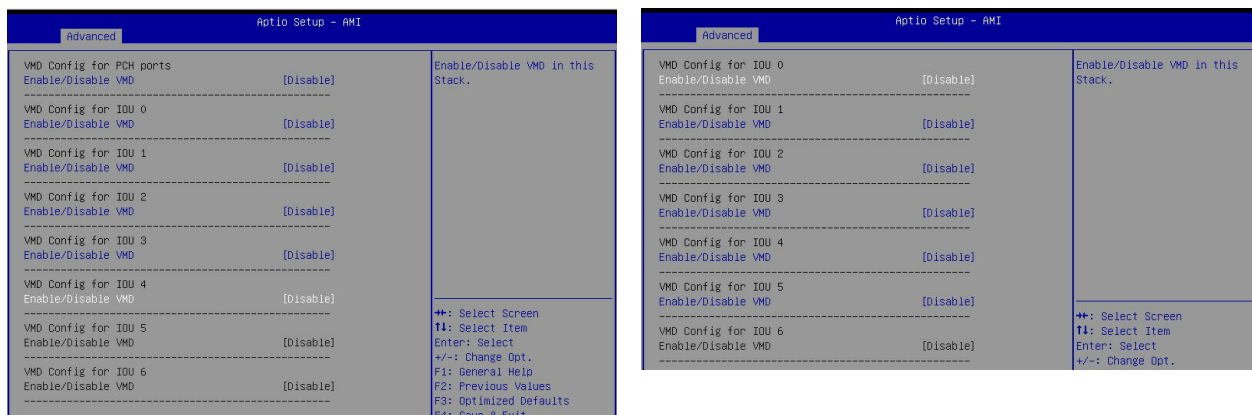 Aptio Setup – AMI
Advanced
VMD Config for PCH ports
Enable/Disable VMD [Disable]
------------------------------------------------
VMD Config for IOU 0
Enable/Disable VMD [Disable]
------------------------------------------------
VMD Config for IOU 1
Enable/Disable VMD [Disable]
------------------------------------------------
VMD Config for IOU 2
Enable/Disable VMD [Disable]
------------------------------------------------
VMD Config for IOU 3
Enable/Disable VMD [Disable]
------------------------------------------------
VMD Config for IOU 4
Enable/Disable VMD [Disable]
------------------------------------------------
VMD Config for IOU 5
Enable/Disable VMD [Disable]
------------------------------------------------
VMD Config for IOU 6
Enable/Disable VMD [Disable]
------------------------------------------------
Enable/Disable VMD in this
Stack.
→←: Select Screen
↑↓: Select Item
Enter: Select
+/-: Change Opt.
F1: General Help
F2: Previous Values
F3: Optimized Defaults
F4: Save & Exit
Aptio Setup – AMI
Advanced
VMD Config for IOU 0
Enable/Disable VMD [Disable]
------------------------------------------------
VMD Config for IOU 1
Enable/Disable VMD [Disable]
------------------------------------------------
VMD Config for IOU 2
Enable/Disable VMD [Disable]
------------------------------------------------
VMD Config for IOU 3
Enable/Disable VMD [Disable]
------------------------------------------------
VMD Config for IOU 4
Enable/Disable VMD [Disable]
------------------------------------------------
VMD Config for IOU 5
Enable/Disable VMD [Disable]
------------------------------------------------
VMD Config for IOU 6
Enable/Disable VMD [Disable]
------------------------------------------------
Enable/Disable VMD in this
Stack.
→←: Select Screen
↑↓: Select Item
Enter: Select
+/-: Change Opt.